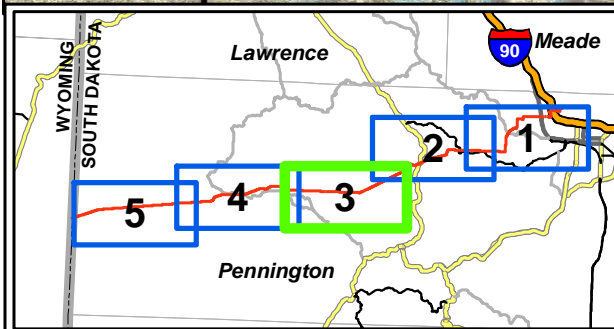 Lawrence
Meade
90
WYOMING
SOUTH DAKOTA
1
2
3
4
5
Pennington